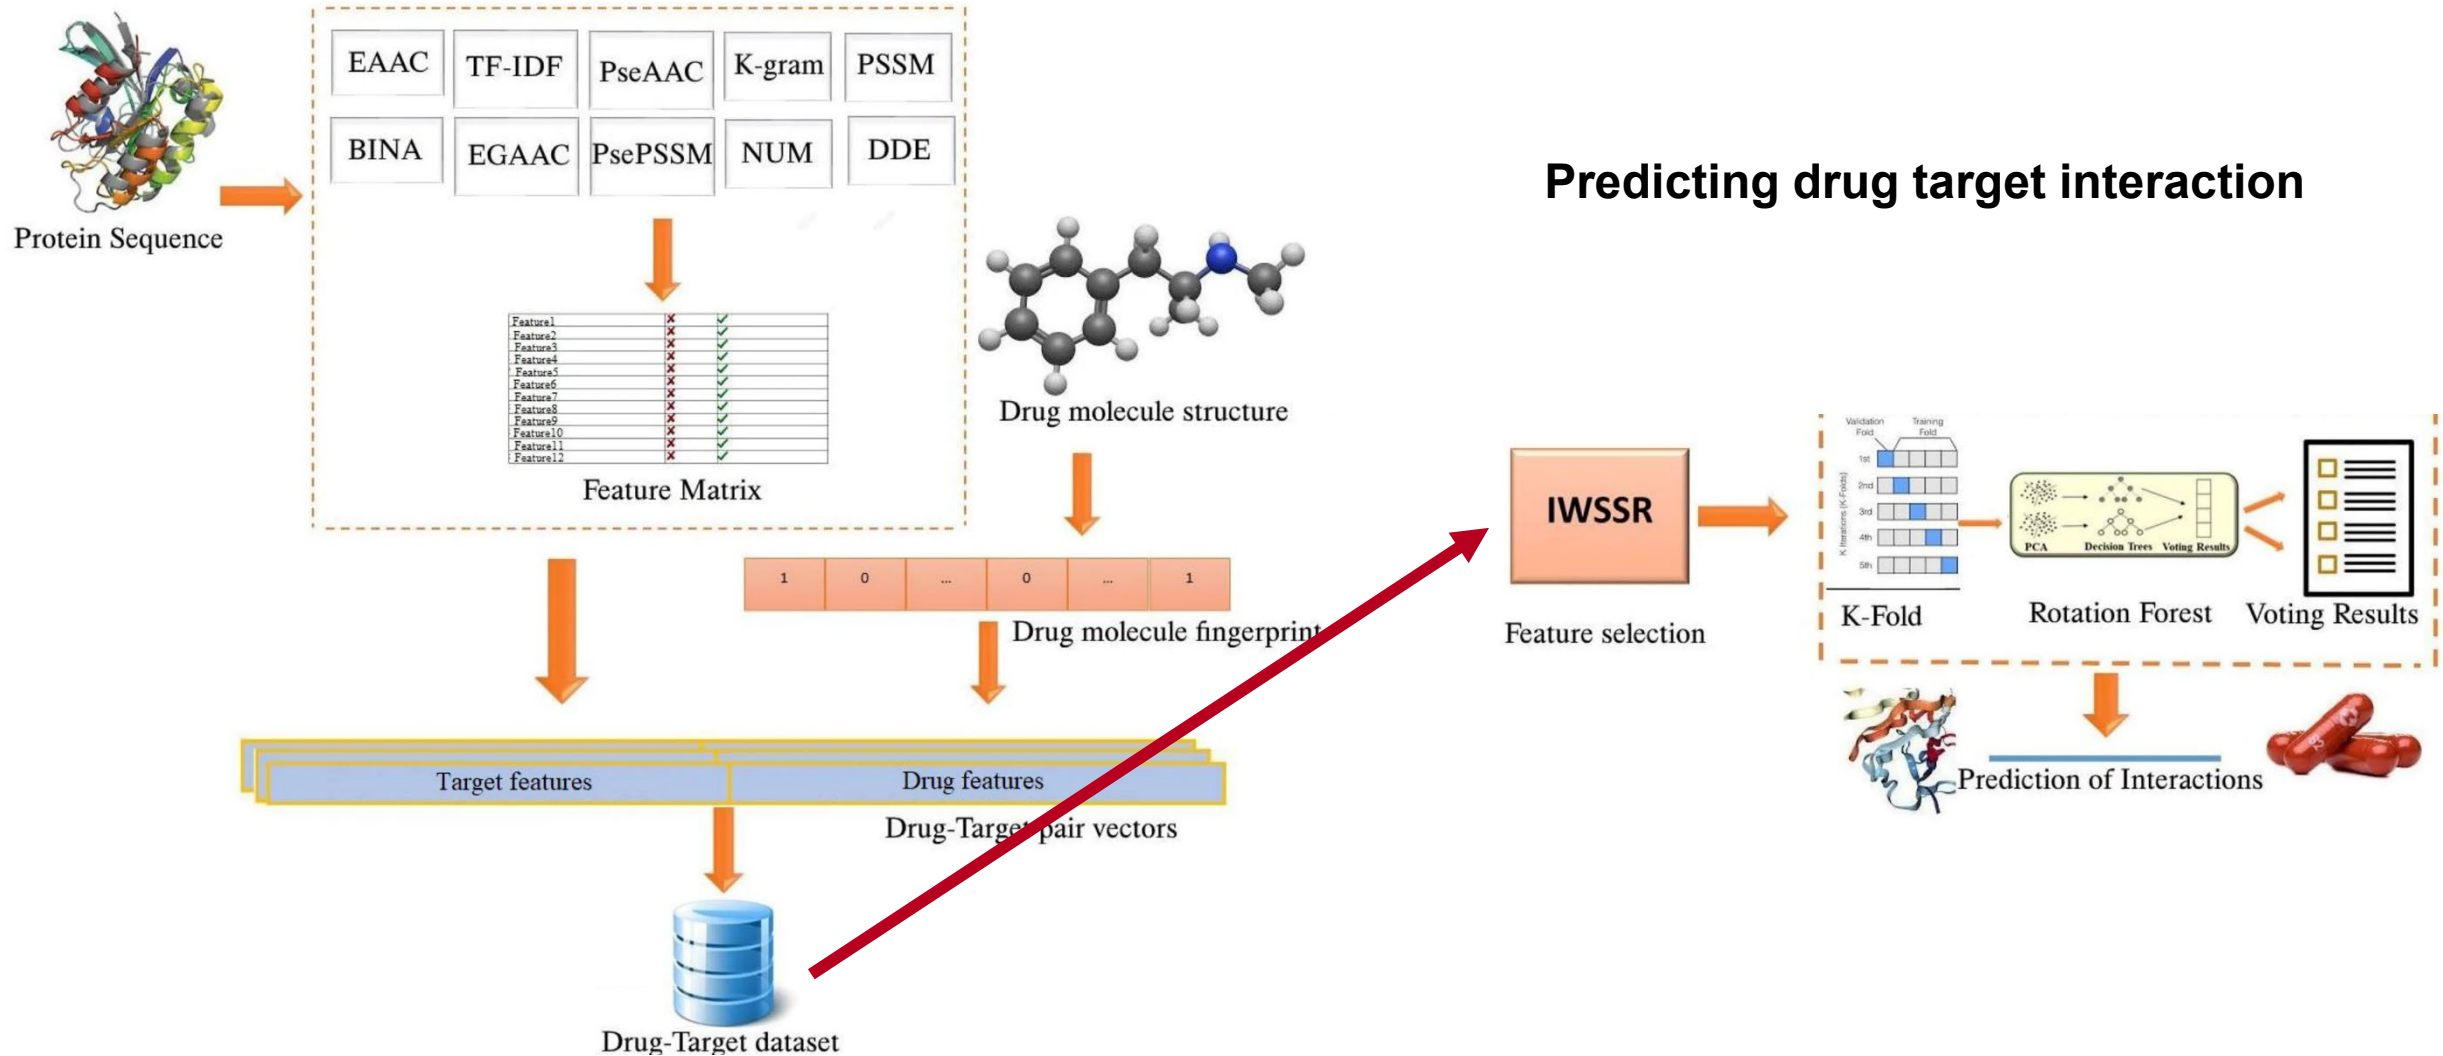 EAAC
TF-IDF
PseAAC
K-gram
PSSM
BINA
EGAAC
PsePSSM
NUM
DDE
Protein Sequence
Feature1
Feature2
Feature3
Feature4
Feature5
Feature6
Feature7
Feature8
Feature9
Feature10
Feature11
Feature12
Feature Matrix
Drug molecule structure
1 0 ... 0 ... 1
Drug molecule fingerprint
Target features
Drug features
Drug-Target pair vectors
Drug-Target dataset
Predicting drug target interaction
IWSSR
Feature selection
Validation
Fold
Training
Fold
K Iterations (K-Folds)
1st
2nd
3rd
4th
5th
K-Fold
PCA
Decision Trees
Voting Results
Rotation Forest
Voting Results
Prediction of Interactions